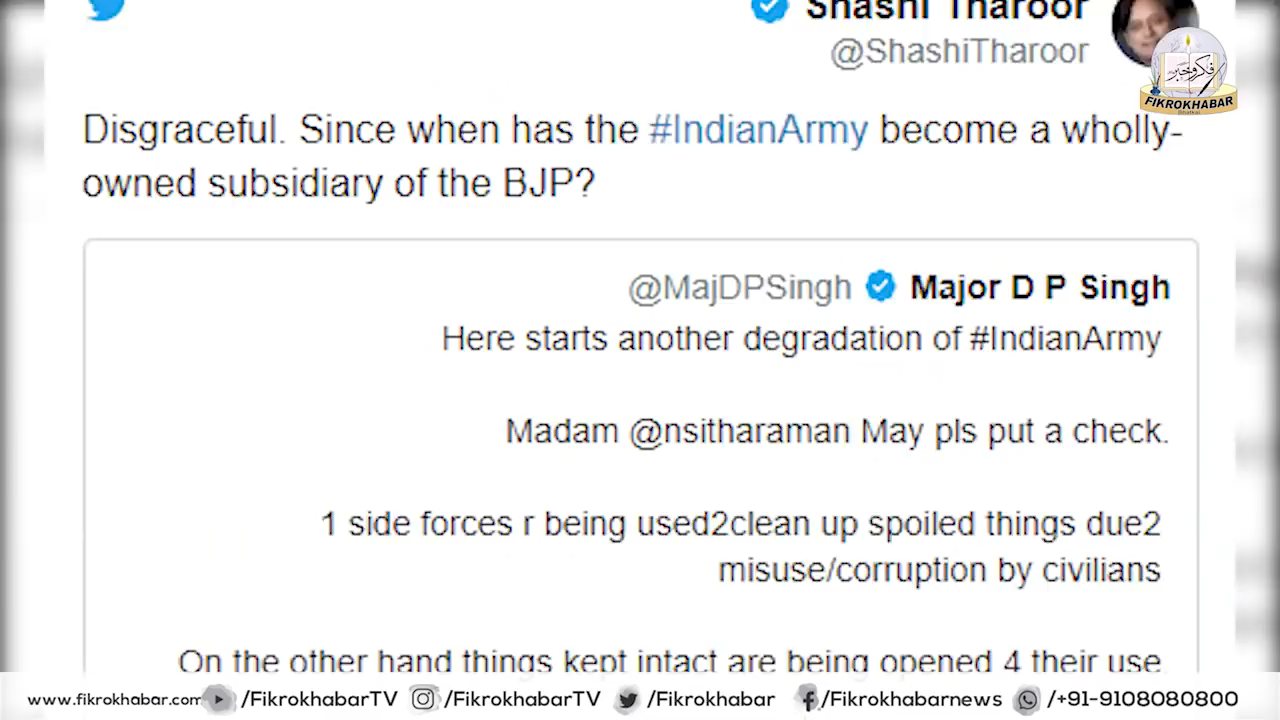 Shashi Tharoor
@ShashiTharoor
فکروخبر
FIKROKHABAR
Bhatkal
Disgraceful. Since when has the #IndianArmy become a wholly-
owned subsidiary of the BJP?
@MajDPSingh Major D P Singh
Here starts another degradation of #IndianArmy
Madam @nsitharaman May pls put a check.
1 side forces r being used2clean up spoiled things due2
misuse/corruption by civilians
On the other hand things kept intact are being opened 4 their use
www.fikrokhabar.com /FikrokhabarTV /FikrokhabarTV /Fikrokhabar /Fikrokhabarnews /+91-9108080800